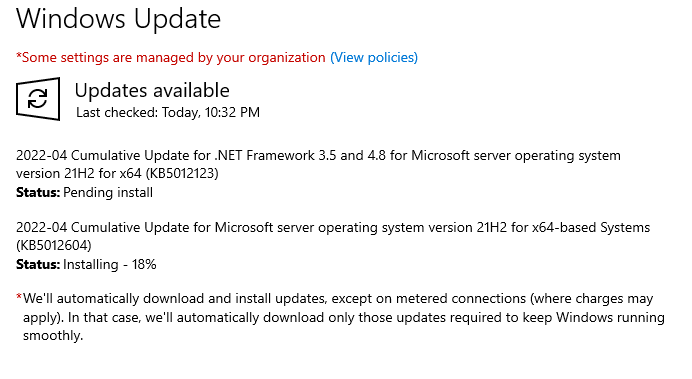 Windows Update
*Some settings are managed by your organization (View policies)
Updates available
Last checked: Today, 10:32 PM
2022-04 Cumulative Update for .NET Framework 3.5 and 4.8 for Microsoft server operating system
version 21H2 for x64 (KB5012123)
Status: Pending install
2022-04 Cumulative Update for Microsoft server operating system version 21H2 for x64-based Systems
(KB5012604)
Status: Installing - 18%
*We'll automatically download and install updates, except on metered connections (where charges may
apply). In that case, we'll automatically download only those updates required to keep Windows running
smoothly.